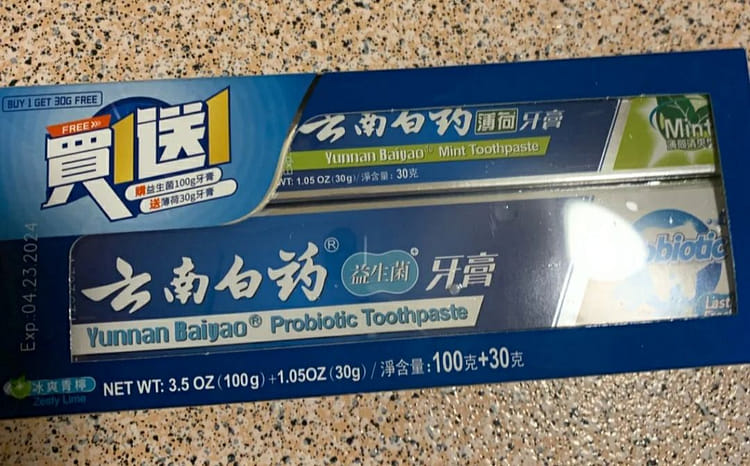 BUY 1 GET 30G FREE
FREE
買1送1
購益生菌100g牙膏
送薄荷30g牙膏
云南白药薄荷牙膏
Yunnan Baiyao® Mint Toothpaste
WT: 1.05 OZ (30g) / 淨含量: 30克
Mint
云南白药® 益生菌+ 牙膏
Yunnan Baiyao® Probiotic Toothpaste
obiotic
Last
Exp:04.23.2024
冰爽青檸
Zesty Lime
NET WT: 3.5 OZ (100g) + 1.05OZ (30g) / 淨含量: 100克+30克